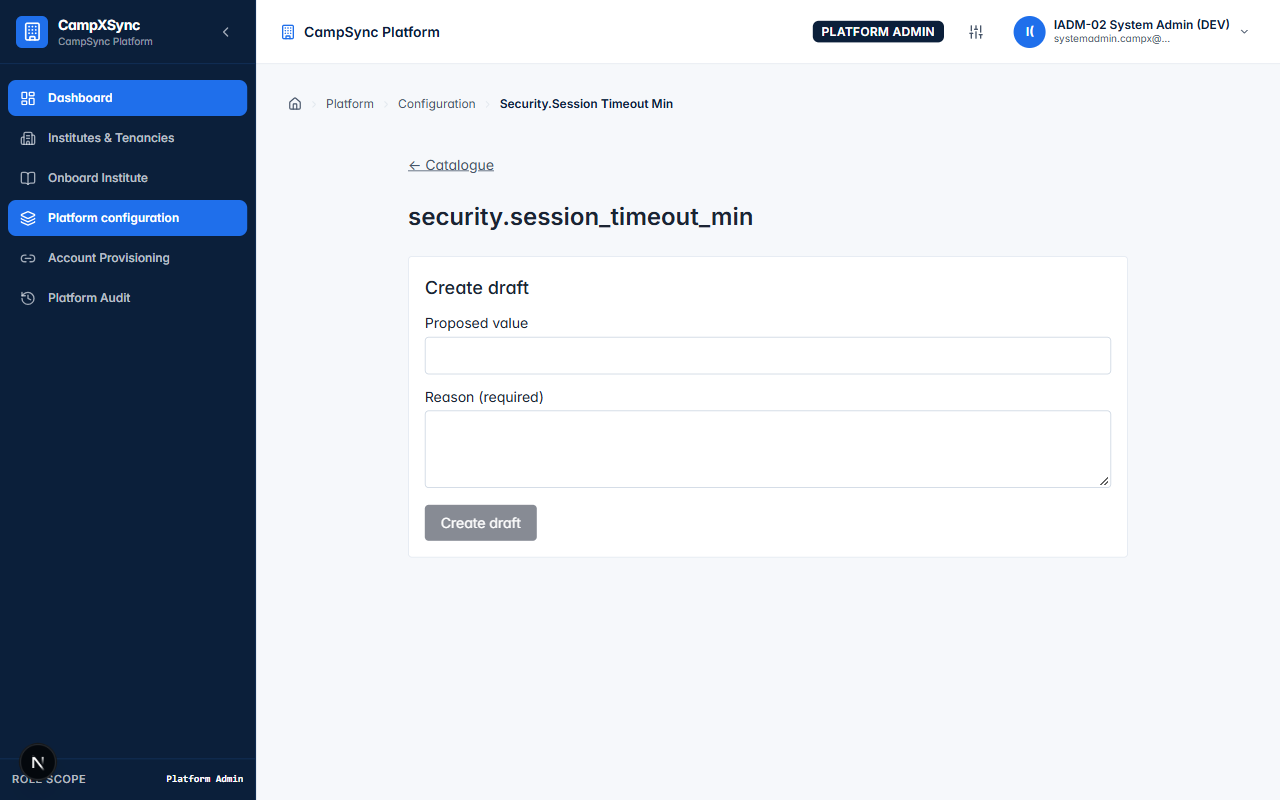 CampXSync
CampSync Platform
Dashboard
Institutes & Tenancies
Onboard Institute
Platform configuration
Account Provisioning
Platform Audit
N
ROLE SCOPE
Platform Admin
CampSync Platform
PLATFORM ADMIN
I(
IADM-02 System Admin (DEV)
systemadmin.campx@...
Platform
Configuration
Security.Session Timeout Min
← Catalogue
security.session_timeout_min
Create draft
Proposed value
Reason (required)
Create draft